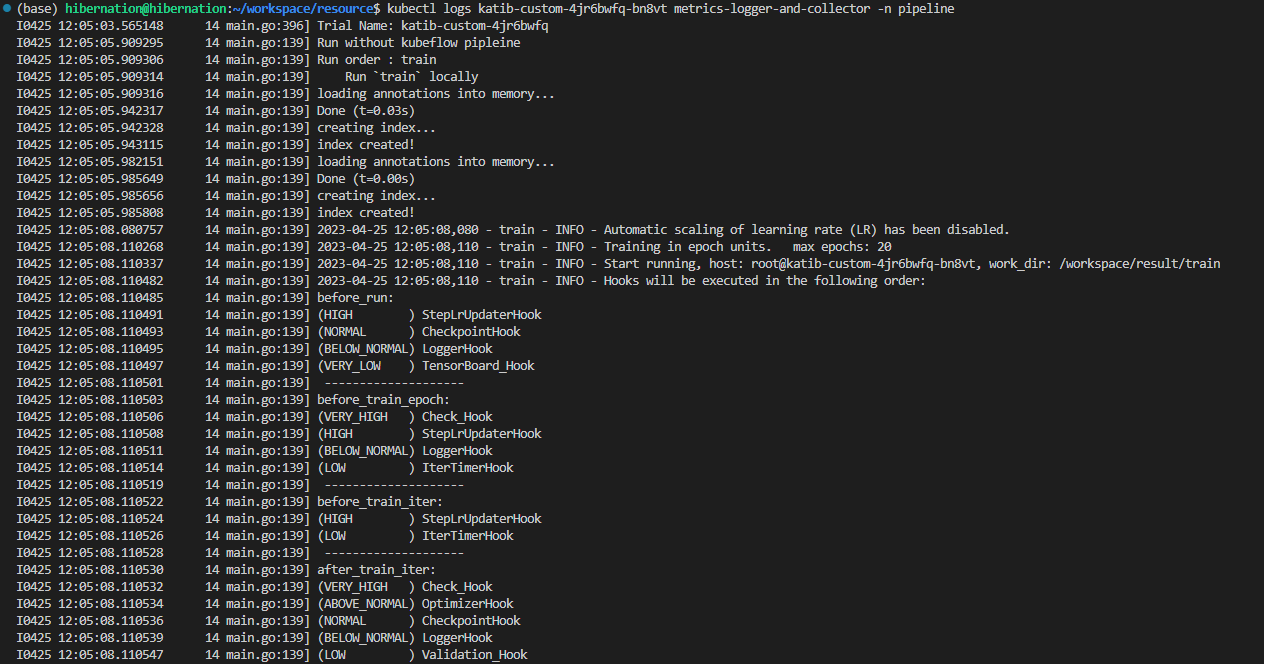 (base) hibernation@hibernation:~/workspace/resource$ kubectl logs katib-custom-4jr6bwfq-bn8vt metrics-logger-and-collector -n pipeline
I0425 12:05:03.565148      14 main.go:396] Trial Name: katib-custom-4jr6bwfq
I0425 12:05:05.909295      14 main.go:139] Run without kubeflow pipleine
I0425 12:05:05.909306      14 main.go:139] Run order : train
I0425 12:05:05.909314      14 main.go:139]     Run `train` locally
I0425 12:05:05.909316      14 main.go:139] loading annotations into memory...
I0425 12:05:05.942317      14 main.go:139] Done (t=0.03s)
I0425 12:05:05.942328      14 main.go:139] creating index...
I0425 12:05:05.943115      14 main.go:139] index created!
I0425 12:05:05.982151      14 main.go:139] loading annotations into memory...
I0425 12:05:05.985649      14 main.go:139] Done (t=0.00s)
I0425 12:05:05.985656      14 main.go:139] creating index...
I0425 12:05:05.985808      14 main.go:139] index created!
I0425 12:05:08.080757      14 main.go:139] 2023-04-25 12:05:08,080 - train - INFO - Automatic scaling of learning rate (LR) has been disabled.
I0425 12:05:08.110268      14 main.go:139] 2023-04-25 12:05:08,110 - train - INFO - Training in epoch units.   max epochs: 20
I0425 12:05:08.110337      14 main.go:139] 2023-04-25 12:05:08,110 - train - INFO - Start running, host: root@katib-custom-4jr6bwfq-bn8vt, work_dir: /workspace/result/train
I0425 12:05:08.110482      14 main.go:139] 2023-04-25 12:05:08,110 - train - INFO - Hooks will be executed in the following order:
I0425 12:05:08.110485      14 main.go:139] before_run:
I0425 12:05:08.110491      14 main.go:139] (HIGH        ) StepLrUpdaterHook
I0425 12:05:08.110493      14 main.go:139] (NORMAL      ) CheckpointHook
I0425 12:05:08.110495      14 main.go:139] (BELOW_NORMAL) LoggerHook
I0425 12:05:08.110497      14 main.go:139] (VERY_LOW    ) TensorBoard_Hook
I0425 12:05:08.110501      14 main.go:139]  --------------------
I0425 12:05:08.110503      14 main.go:139] before_train_epoch:
I0425 12:05:08.110506      14 main.go:139] (VERY_HIGH   ) Check_Hook
I0425 12:05:08.110508      14 main.go:139] (HIGH        ) StepLrUpdaterHook
I0425 12:05:08.110511      14 main.go:139] (BELOW_NORMAL) LoggerHook
I0425 12:05:08.110514      14 main.go:139] (LOW         ) IterTimerHook
I0425 12:05:08.110519      14 main.go:139]  --------------------
I0425 12:05:08.110522      14 main.go:139] before_train_iter:
I0425 12:05:08.110524      14 main.go:139] (HIGH        ) StepLrUpdaterHook
I0425 12:05:08.110526      14 main.go:139] (LOW         ) IterTimerHook
I0425 12:05:08.110528      14 main.go:139]  --------------------
I0425 12:05:08.110530      14 main.go:139] after_train_iter:
I0425 12:05:08.110532      14 main.go:139] (VERY_HIGH   ) Check_Hook
I0425 12:05:08.110534      14 main.go:139] (ABOVE_NORMAL) OptimizerHook
I0425 12:05:08.110536      14 main.go:139] (NORMAL      ) CheckpointHook
I0425 12:05:08.110539      14 main.go:139] (BELOW_NORMAL) LoggerHook
I0425 12:05:08.110547      14 main.go:139] (LOW         ) Validation_Hook